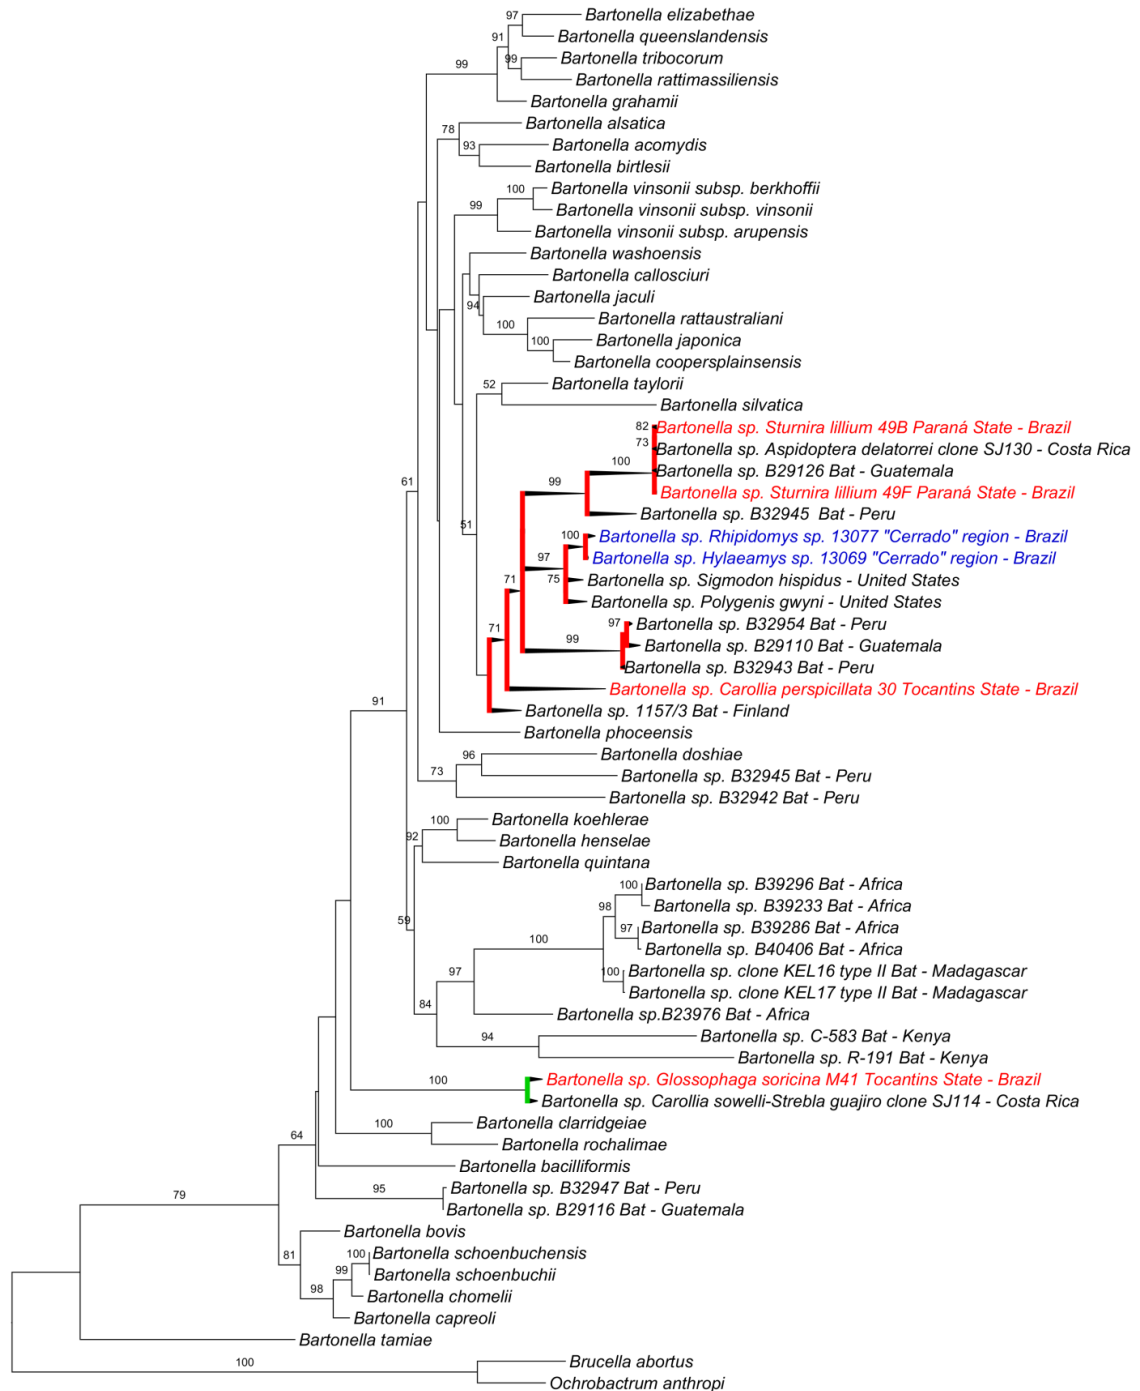 97
Bartonella elizabethae
Bartonella queenslandensis
91
99
Bartonella tribocorum
99
Bartonella rattimassiliensis
Bartonella grahamii
78
Bartonella alsatica
93
Bartonella acomydis
Bartonella birtlesii
100
Bartonella vinsonii subsp. berkhoffii
99
Bartonella vinsonii subsp. vinsonii
Bartonella vinsonii subsp. arupensis
Bartonella washoensis
Bartonella callosciuri
94
Bartonella jaculi
100
Bartonella rattaustraliani
100
Bartonella japonica
Bartonella coopersplainsensis
52
Bartonella taylorii
Bartonella silvatica
82
Bartonella sp. Sturnira lillium 49B Paraná State - Brazil
73
Bartonella sp. Aspidoptera delatorrei clone SJ130 - Costa Rica
100
Bartonella sp. B29126 Bat - Guatemala
99
Bartonella sp. Sturnira lillium 49F Paraná State - Brazil
61
Bartonella sp. B32945 Bat - Peru
51
100
Bartonella sp. Rhipidomys sp. 13077 "Cerrado" region - Brazil
97
Bartonella sp. Hylaeamys sp. 13069 "Cerrado" region - Brazil
71
75
Bartonella sp. Sigmodon hispidus - United States
Bartonella sp. Polygenis gwyni - United States
71
97
Bartonella sp. B32954 Bat - Peru
99
Bartonella sp. B29110 Bat - Guatemala
Bartonella sp. B32943 Bat - Peru
Bartonella sp. Carollia perspicillata 30 Tocantins State - Brazil
91
Bartonella sp. 1157/3 Bat - Finland
Bartonella phoceensis
96
Bartonella doshiae
73
Bartonella sp. B32945 Bat - Peru
Bartonella sp. B32942 Bat - Peru
100
Bartonella koehlerae
92
Bartonella henselae
Bartonella quintana
100
Bartonella sp. B39296 Bat - Africa
98
Bartonella sp. B39233 Bat - Africa
59
97
Bartonella sp. B39286 Bat - Africa
100
Bartonella sp. B40406 Bat - Africa
97
100
Bartonella sp. clone KEL16 type II Bat - Madagascar
Bartonella sp. clone KEL17 type II Bat - Madagascar
84
Bartonella sp.B23976 Bat - Africa
94
Bartonella sp. C-583 Bat - Kenya
Bartonella sp. R-191 Bat - Kenya
100
Bartonella sp. Glossophaga soricina M41 Tocantins State - Brazil
Bartonella sp. Carollia sowelli-Strebla guajiro clone SJ114 - Costa Rica
100
Bartonella clarridgeiae
64
Bartonella rochalimae
Bartonella bacilliformis
79
95
Bartonella sp. B32947 Bat - Peru
Bartonella sp. B29116 Bat - Guatemala
Bartonella bovis
81
100
Bartonella schoenbuchensis
99
Bartonella schoenbuchii
98
Bartonella chomelii
Bartonella capreoli
Bartonella tamiae
100
Brucella abortus
Ochrobactrum anthropi